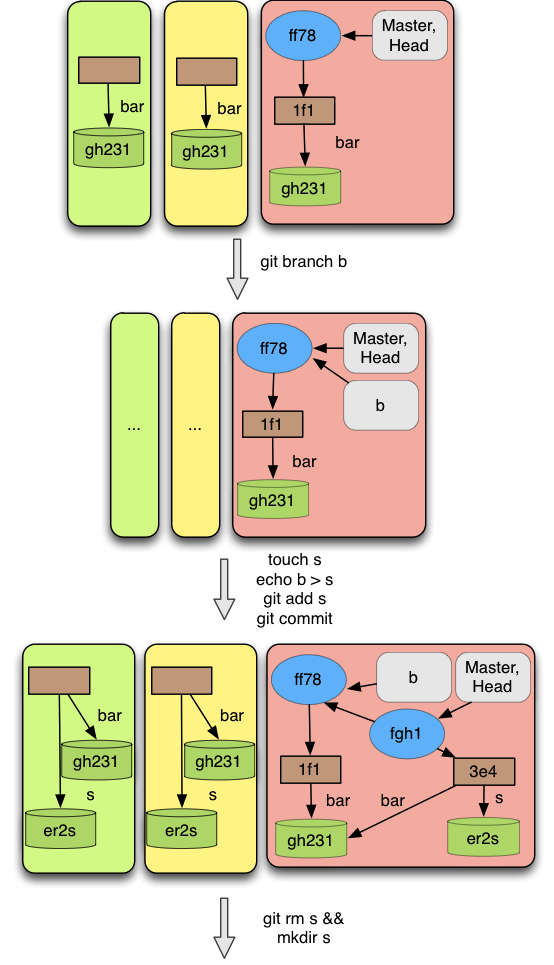 ff78
Master,
Head
1f1
bar
bar
bar
gh231
gh231
gh231
git branch b
ff78
Master,
Head
b
1f1
...
...
bar
gh231
touch s
echo b > s
git add s
git commit
ff78
b
Master,
Head
bar
bar
fgh1
gh231
gh231
1f1
3e4
s
s
bar
bar
s
er2s
er2s
gh231
er2s
git rm s &&
mkdir s